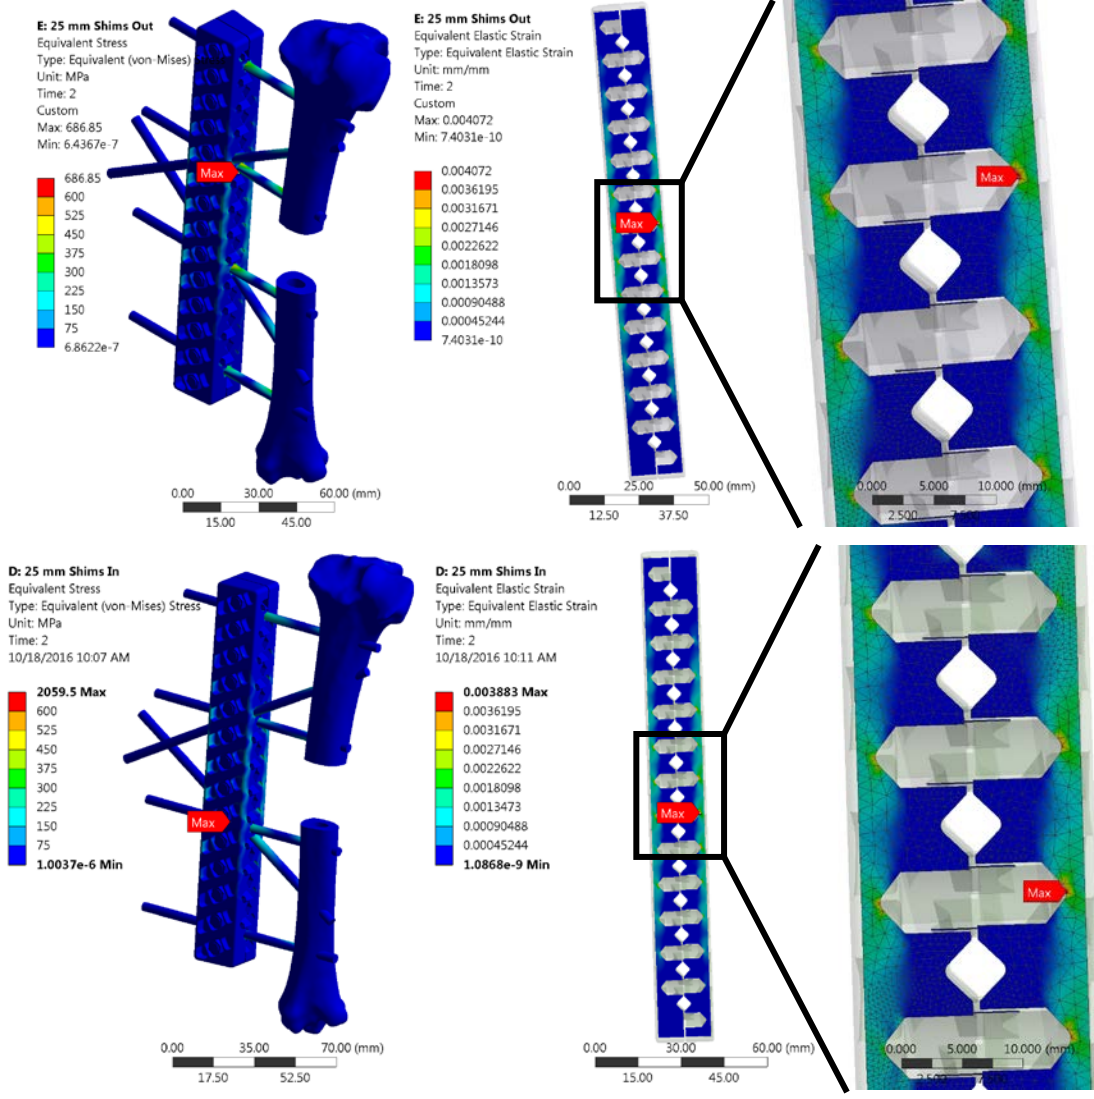 E: 25 mm Shims Out
Equivalent Stress
Type: Equivalent (von-Mises)
Unit: MPa
Time: 2
Custom
Max: 686.85
Min: 6.4367e-7
686.85
600
525
450
375
300
225
150
75
6.8622e-7
Max
0.00 30.00 60.00 (mm)
15.00 45.00
E: 25 mm Shims Out
Equivalent Elastic Strain
Type: Equivalent Elastic Strain
Unit: mm/mm
Time: 2
Custom
Max: 0.004072
Min: 7.4031e-10
0.004072
0.0036195
0.0031671
0.0027146
0.0022622
0.0018098
0.0013573
0.00090488
0.00045244
7.4031e-10
Max
0.00 25.00 50.00 (mm)
12.50 37.50
Max
0.000 5.000 10.000 (mm)
2.500 7.500
D: 25 mm Shims In
Equivalent Stress
Type: Equivalent (von-Mises) Stress
Unit: MPa
Time: 2
10/18/2016 10:07 AM
2059.5 Max
600
525
450
375
300
225
150
75
1.0037e-6 Min
Max
0.00 35.00 70.00 (mm)
17.50 52.50
D: 25 mm Shims In
Equivalent Elastic Strain
Type: Equivalent Elastic Strain
Unit: mm/mm
Time: 2
10/18/2016 10:11 AM
0.003883 Max
0.0036195
0.0031671
0.0027146
0.0022622
0.0018098
0.0013473
0.00090488
0.00045244
1.0868e-9 Min
Max
0.00 30.00 60.00 (mm)
15.00 45.00
Max
0.000 5.000 10.000 (mm)
2.500 7.500